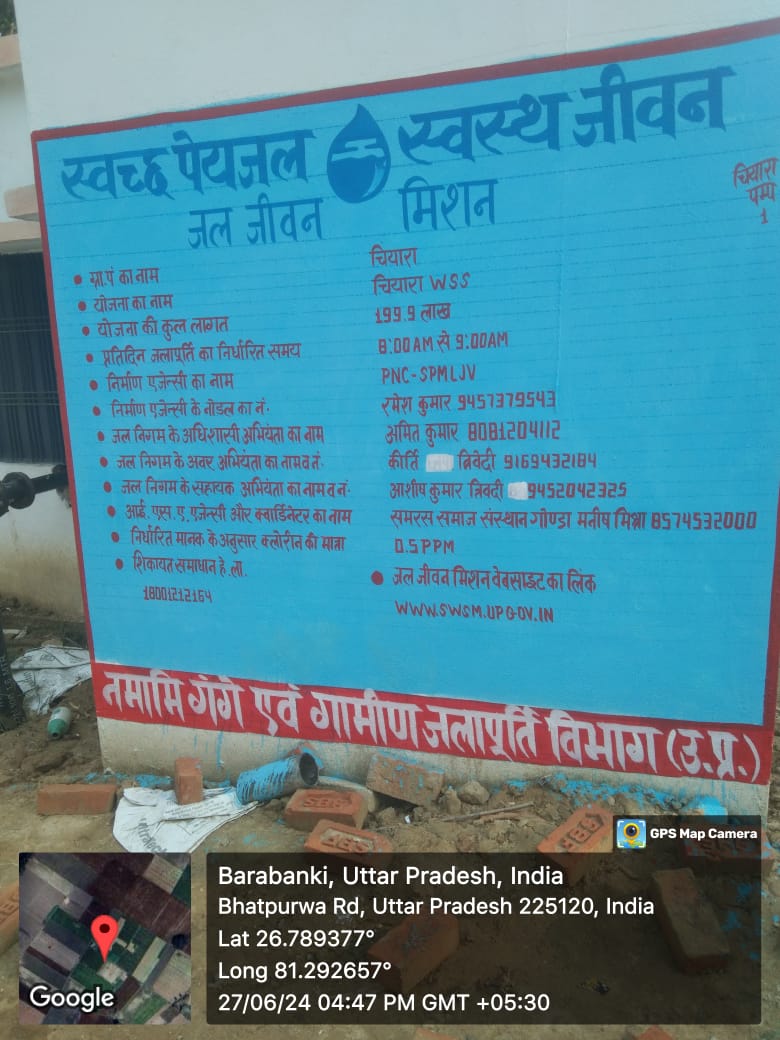 स्वच्छ पेयजल स्वस्थ जीवन
जल जीवन मिशन
चियारा
पम्प
1
• ग्रा.पं का नाम चियारा
• योजना का नाम चियारा WSS
• योजना की कुल लागत 199.9 लाख
• प्रतिदिन जलापूर्ति का निर्धारित समय 8:00AM से 9:00AM
• निर्माण एजेन्सी का नाम PNC-SPMLJV
• निर्माण एजेन्सी के नोडल का नं. रमेश कुमार 9457379543
• जल निगम के अधिशासी अभियंता का नाम अमित कुमार 8081204112
• जल निगम के अवर अभियंता का नाम व नं. कीर्ति त्रिवेदी 9169432184
• जल निगम के सहायक अभियंता का नाम व नं. आशीष कुमार त्रिवदी 9452042325
• आई. एस. ए. एजेन्सी और क्वार्डिनेटर का नाम समरस समाज संस्थान गोण्डा मनीष मिश्रा 8574532000
• निर्धारित मानक के अनुसार क्लोरीन की मात्रा 0.5 PPM
• शिकायत समाधान हे. ला.
18001212164
• जल जीवन मिशन वेबसाइट का लिंक
WWW.SWSM.UPGOV.IN
नमामि गंगे एवं ग्रामीण जलापूर्ति विभाग (उ.प्र.)
SBF
SBF
GPS Map Camera
Barabanki, Uttar Pradesh, India
Bhatpurwa Rd, Uttar Pradesh 225120, India
Lat 26.789377°
Long 81.292657°
27/06/24 04:47 PM GMT +05:30
Google